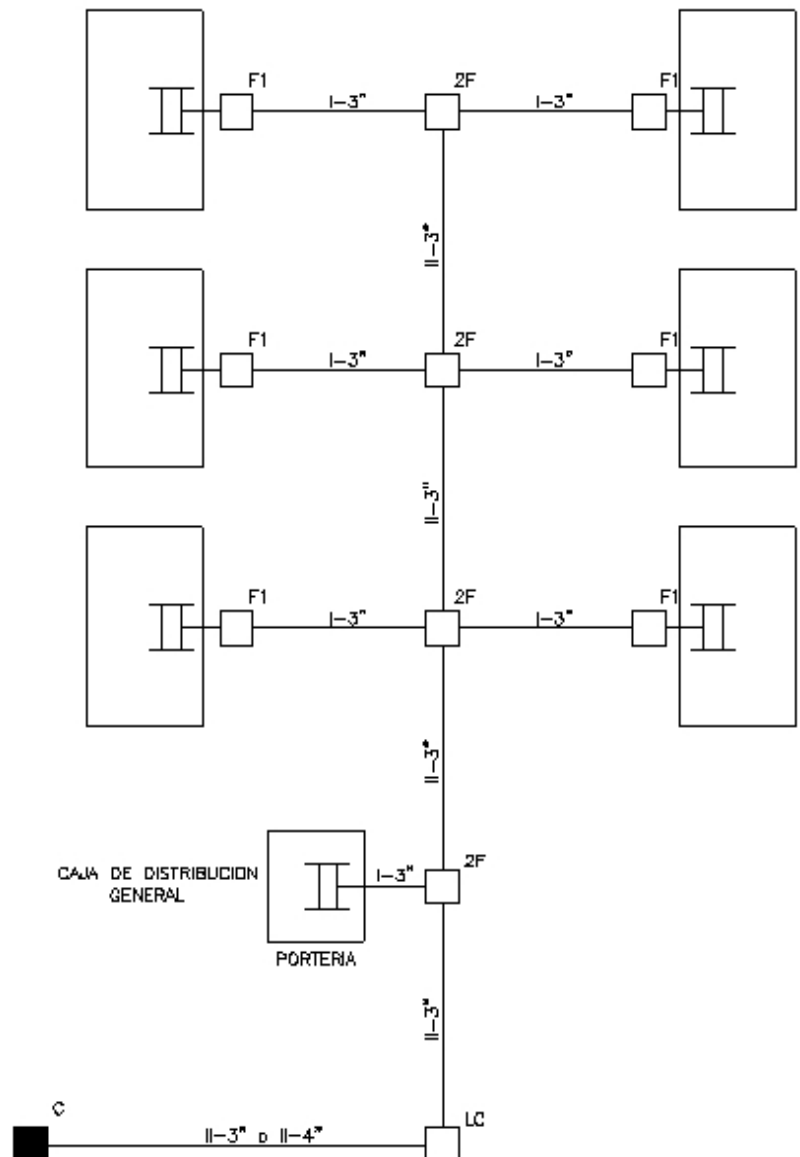 F1
2F
F1
I-3"
I-3"
II-3"
F1
2F
F1
I-3"
I-3"
II-3"
F1
2F
F1
I-3"
I-3"
II-3"
2F
CAJA DE DISTRIBUCION
GENERAL
I-3"
PORTERIA
II-3"
C
LC
II-3" o II-4"